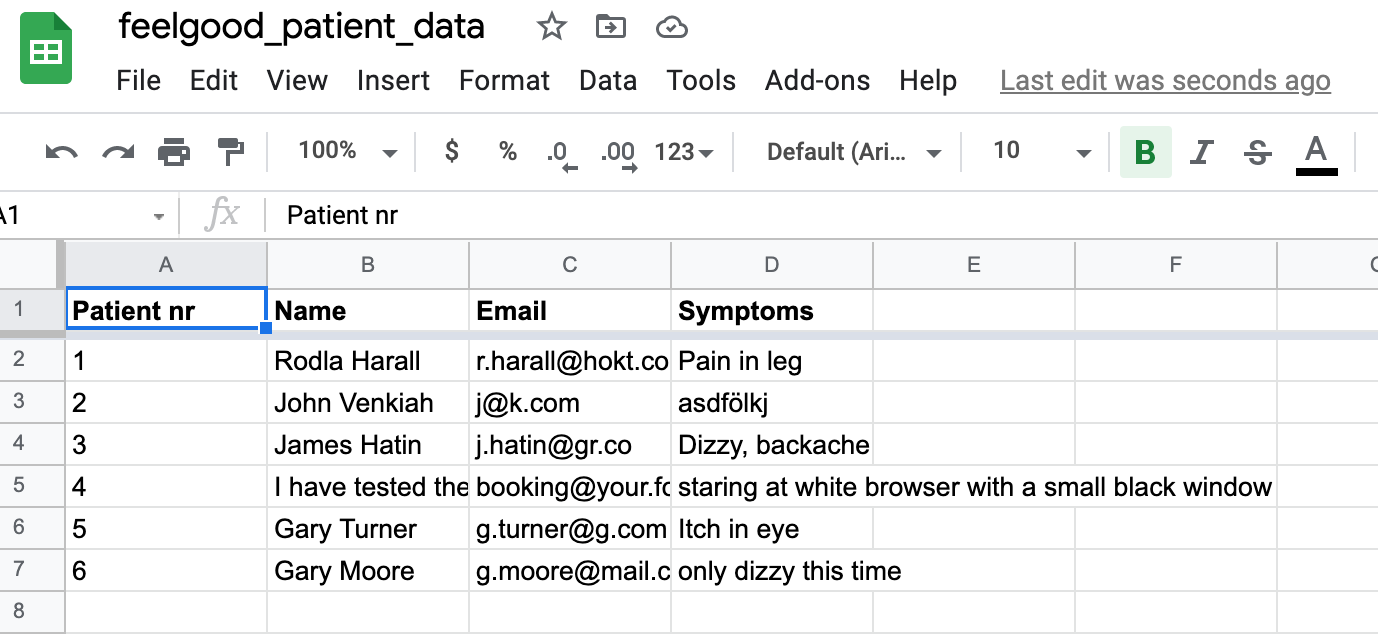 feelgood_patient_data
File Edit View Insert Format Data Tools Add-ons Help Last edit was seconds ago
100% $ % .0 .00 123 Default (Ari... 10 B I S A
A1 fx Patient nr
A B C D E F
1 Patient nr Name Email Symptoms
2 1 Rodla Harall r.harall@hokt.co Pain in leg
3 2 John Venkiah j@k.com asdfölkj
4 3 James Hatin j.hatin@gr.co Dizzy, backache
5 4 I have tested the booking@your.fo staring at white browser with a small black window
6 5 Gary Turner g.turner@g.com Itch in eye
7 6 Gary Moore g.moore@mail.c only dizzy this time
8